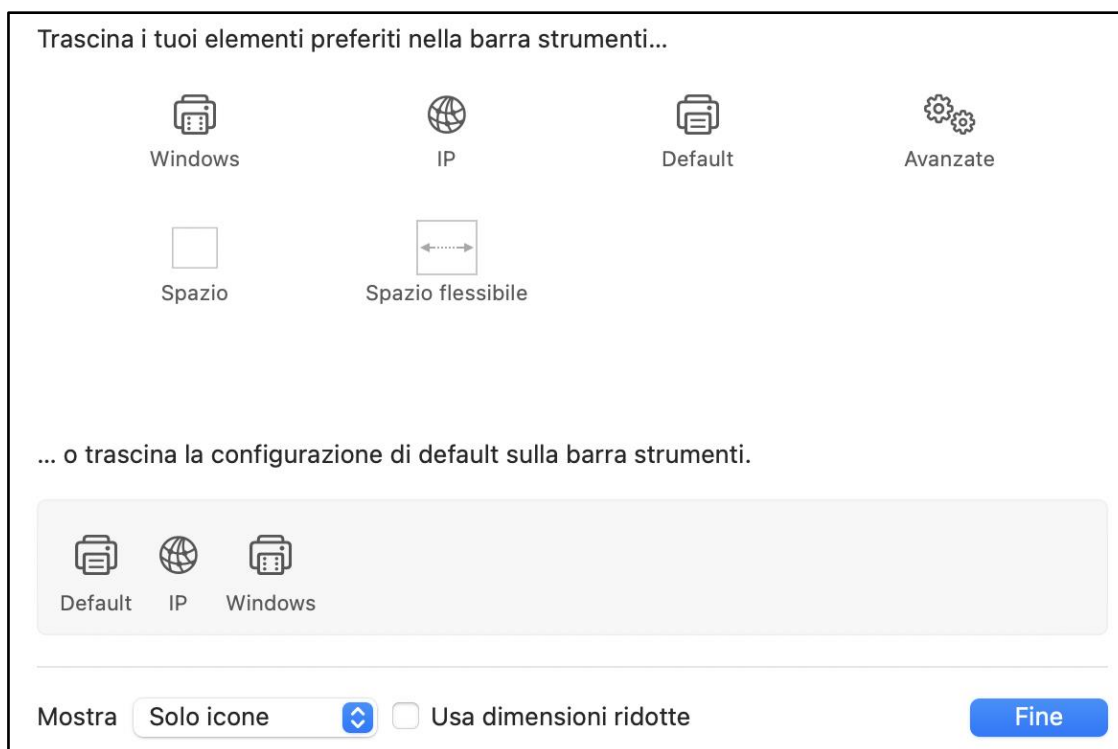 Trascina i tuoi elementi preferiti nella barra strumenti...
Windows IP Default Avanzate
Spazio Spazio flessibile
... o trascina la configurazione di default sulla barra strumenti.
Default IP Windows
Mostra Solo icone Usa dimensioni ridotte Fine